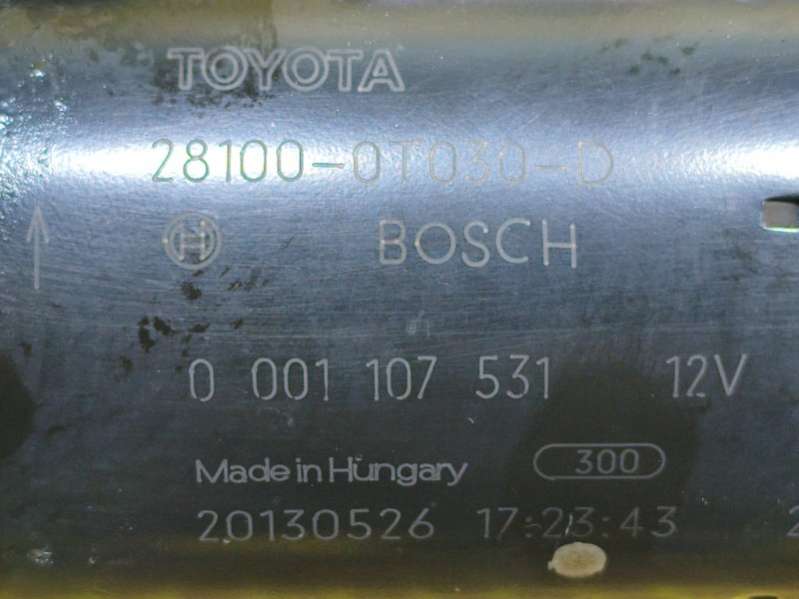 TOYOTA
28100-0T030-D
BOSCH
0 001 107 531 12V
Made in Hungary 300
20130526 17:23:43